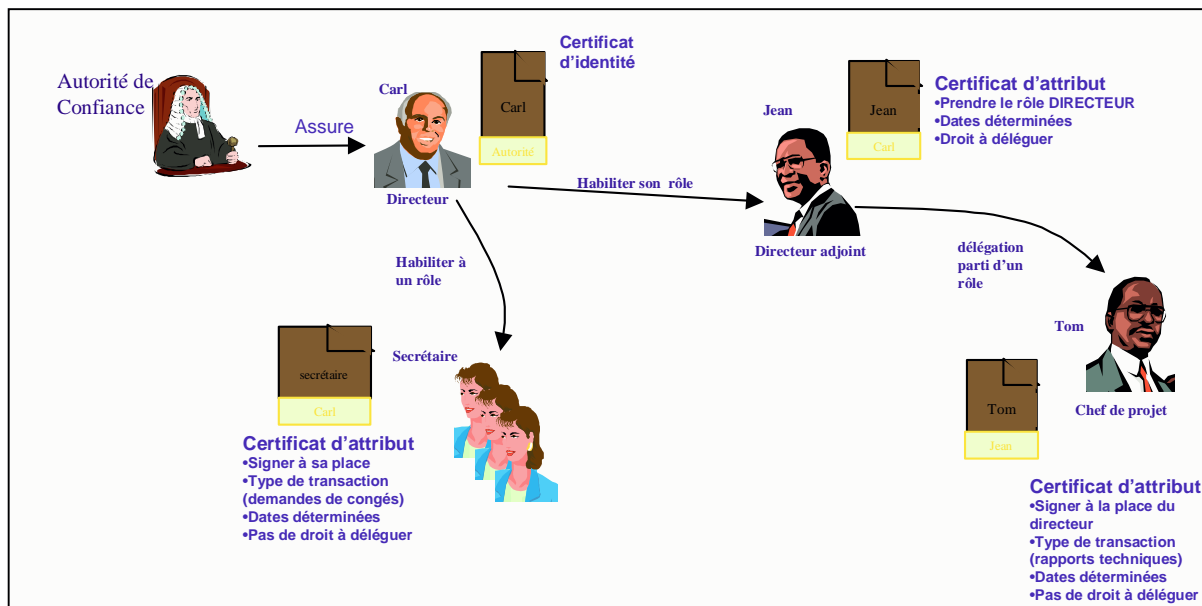 Autorité de
Confiance
Assure
Carl
Directeur
Certificat
d'identité
Carl
Autorité
Habiliter son rôle
Jean
Directeur adjoint
Jean
Carl
Certificat d'attribut
•Prendre le rôle DIRECTEUR
•Dates déterminées
•Droit à déléguer
Habiliter à
un rôle
délégation
parti d'un
rôle
Secrétaire
secrétaire
Carl
Certificat d'attribut
•Signer à sa place
•Type de transaction
(demandes de congés)
•Dates déterminées
•Pas de droit à déléguer
Tom
Chef de projet
Tom
Jean
Certificat d'attribut
•Signer à la place du
directeur
•Type de transaction
(rapports techniques)
•Dates déterminées
•Pas de droit à déléguer